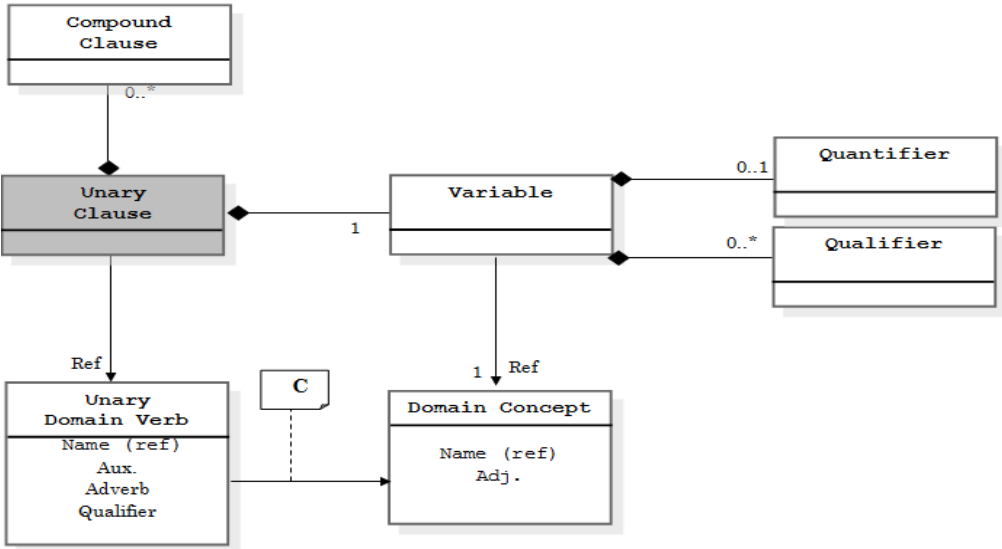 Compound
Clause
0..*
Unary
Clause
1
Variable
0..1
Quantifier
0..*
Qualifier
Ref
1
Ref
C
Unary
Domain Verb
Name (ref)
Aux.
Adverb
Qualifier
Domain Concept
Name (ref)
Adj.